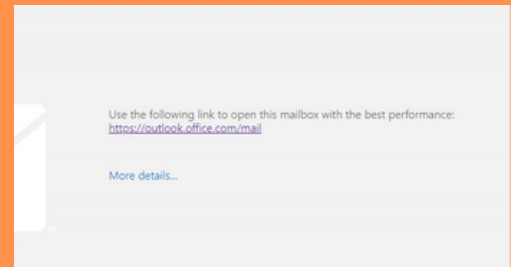 Use the following link to open this mailbox with the best performance:
https://outlook.office.com/mail
More details...